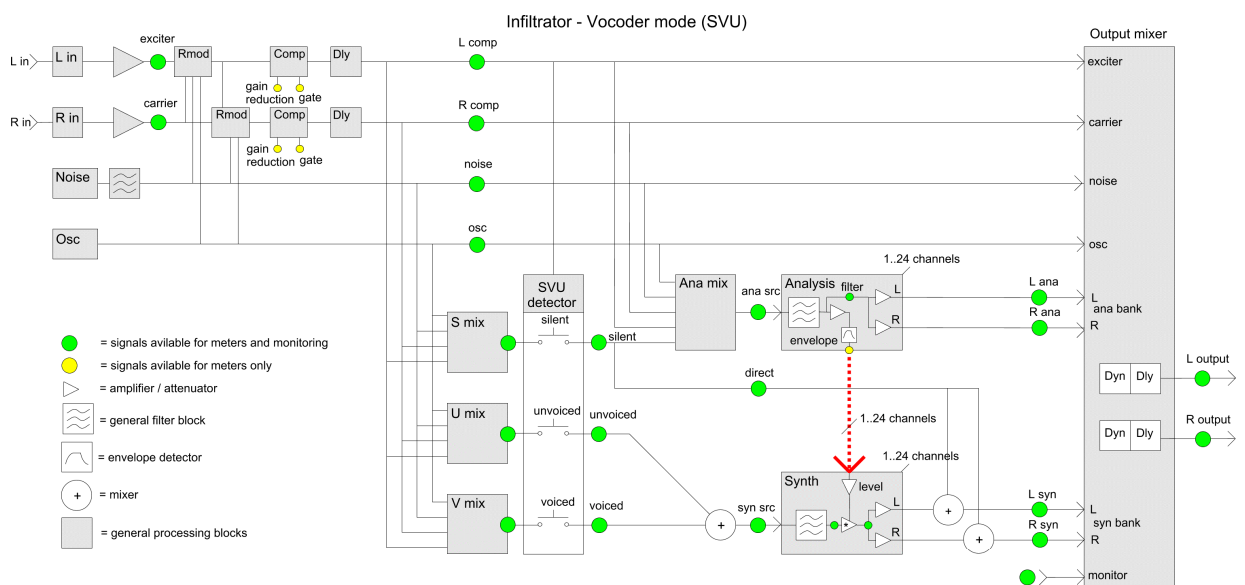 Infiltrator - Vocoder mode (SVU)
Output mixer
exciter
L comp
L in
L in
Rmod
Comp
Dly
exciter
gain
reduction
gate
carrier
R comp
R in
R in
Rmod
Comp
Dly
carrier
gain
reduction
gate
noise
Noise
noise
osc
Osc
osc
1..24 channels
SVU
detector
Ana mix
ana src
Analysis
filter
L
R
envelope
L ana
R ana
L
ana bank
R
S mix
silent
silent
= signals avilable for meters and monitoring
= signals avilable for meters only
= amplifier / attenuator
= general filter block
= envelope detector
+
= mixer
= general processing blocks
direct
Dyn
Dly
L output
U mix
unvoiced
unvoiced
1..24 channels
Dyn
Dly
R output
1..24 channels
V mix
voiced
voiced
+
syn src
Synth
level
*
L
R
+
+
L syn
R syn
L
syn bank
R
monitor